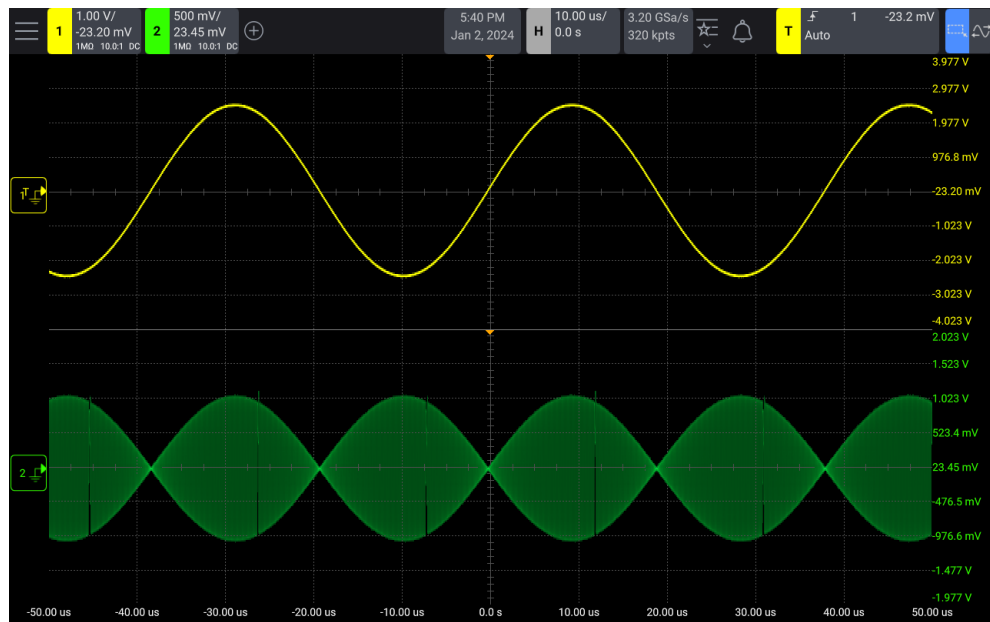 1
1.00 V/
-23.20 mV
1MΩ 10.0:1 DC
2
500 mV/
23.45 mV
1MΩ 10.0:1 DC
5:40 PM
Jan 2, 2024
H
10.00 us/
0.0 s
3.20 GSa/s
320 kpts
T
1
-23.2 mV
Auto
3.977 V
2.977 V
1.977 V
976.8 mV
1T
-23.20 mV
-1.023 V
-2.023 V
-3.023 V
-4.023 V
2.023 V
1.523 V
1.023 V
523.4 mV
2
23.45 mV
-476.5 mV
-976.6 mV
-1.477 V
-1.977 V
-50.00 us
-40.00 us
-30.00 us
-20.00 us
-10.00 us
0.0 s
10.00 us
20.00 us
30.00 us
40.00 us
50.00 us